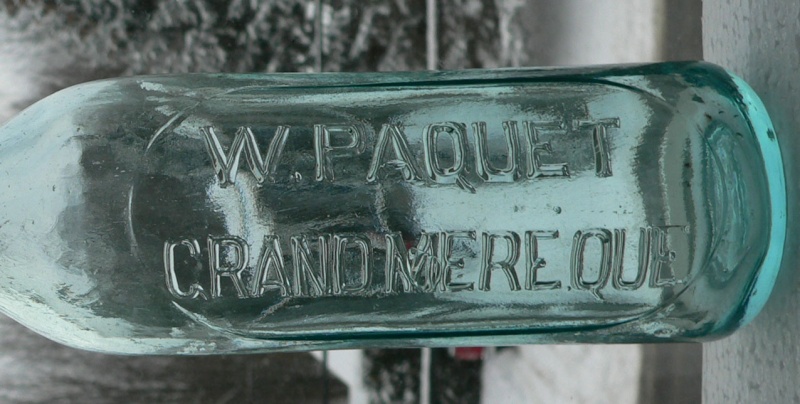 W. PAQUET
GRAND MERE. QUE